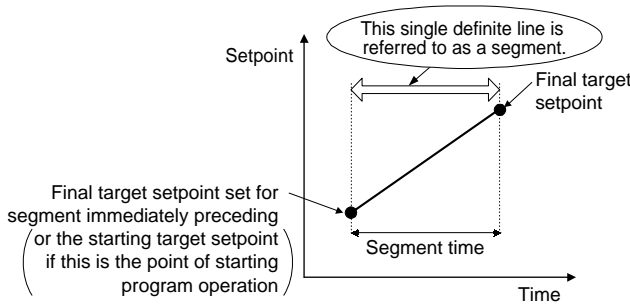 This single definite line is
referred to as a segment.
Setpoint
Final target
setpoint
Final target setpoint set for
segment immediately preceding
or the starting target setpoint
if this is the point of starting
program operation
Segment time
Time